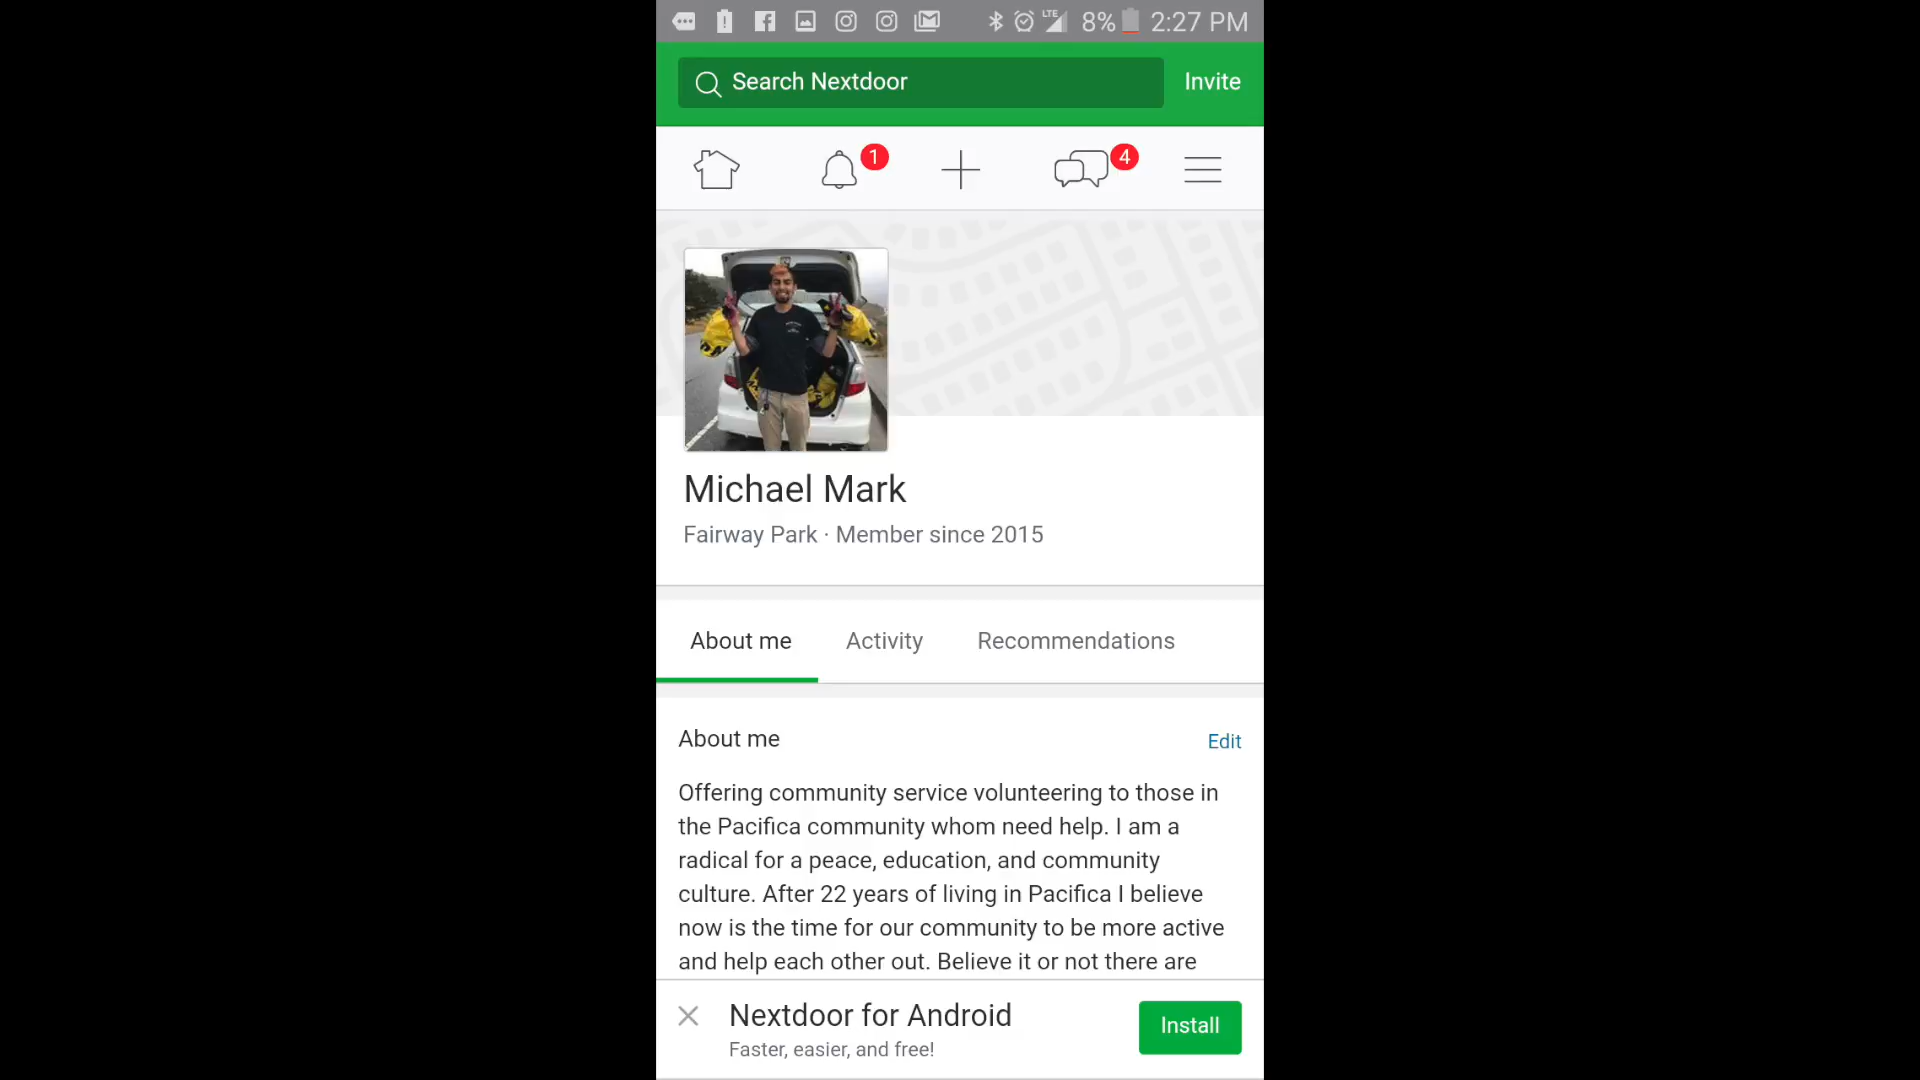 8% 2:27 PM
Search Nextdoor Invite
1 4
Michael Mark
Fairway Park · Member since 2015
About me Activity Recommendations
About me Edit
Offering community service volunteering to those in
the Pacifica community whom need help. I am a
radical for a peace, education, and community
culture. After 22 years of living in Pacifica I believe
now is the time for our community to be more active
and help each other out. Believe it or not there are
Nextdoor for Android
Faster, easier, and free!
Install